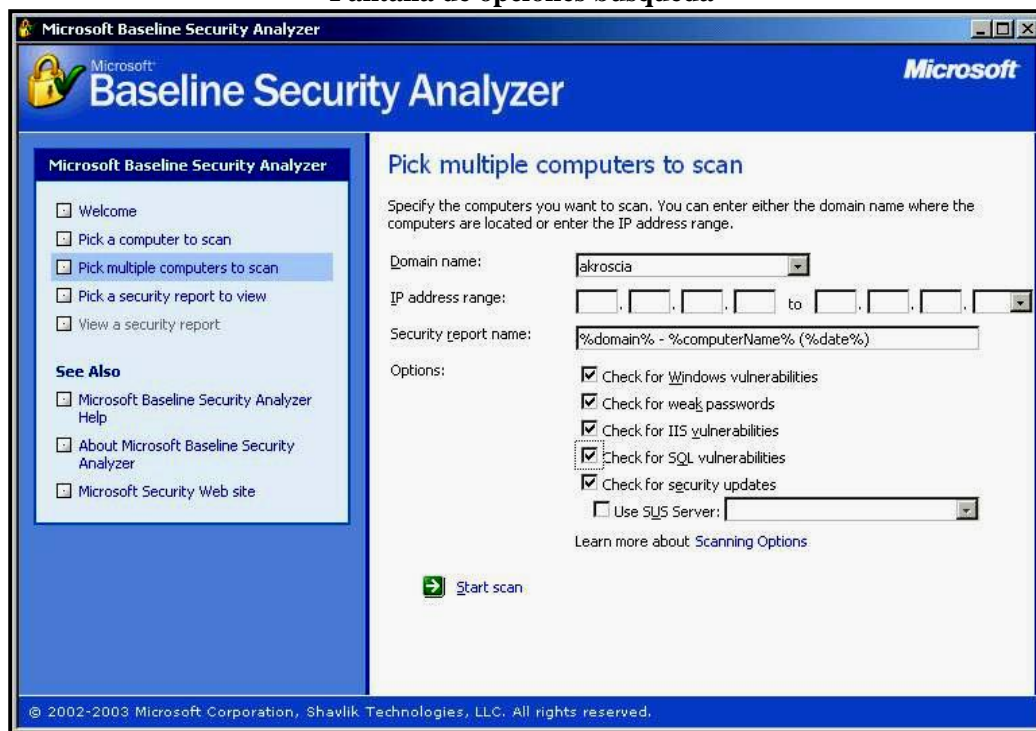 Pantalla de opciones búsqueda
Microsoft Baseline Security Analyzer
Microsoft
Baseline Security Analyzer
Microsoft
Microsoft Baseline Security Analyzer
Welcome
Pick a computer to scan
Pick multiple computers to scan
Pick a security report to view
View a security report
See Also
Microsoft Baseline Security Analyzer
Help
About Microsoft Baseline Security
Analyzer
Microsoft Security Web site
Pick multiple computers to scan
Specify the computers you want to scan. You can enter either the domain name where the
computers are located or enter the IP address range.
Domain name:
akroscia
IP address range:
. . . to . . .
Security report name:
%domain% - %computerName% (%date%)
Options:
Check for Windows vulnerabilities
Check for weak passwords
Check for IIS vulnerabilities
Check for SQL vulnerabilities
Check for security updates
Use SUS Server:
Learn more about Scanning Options
Start scan
© 2002-2003 Microsoft Corporation, Shavlik Technologies, LLC. All rights reserved.